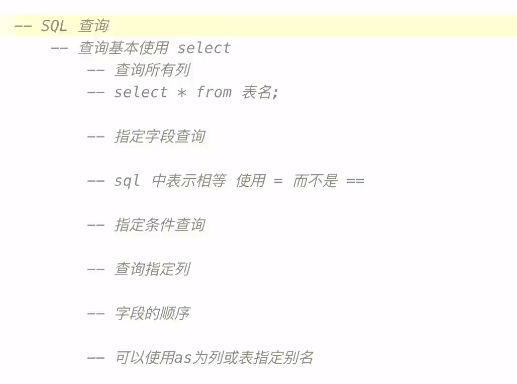 -- SQL 查询
-- 查询基本使用 select
-- 查询所有列
-- select * from 表名;
-- 指定字段查询
-- sql 中表示相等 使用 = 而不是 ==
-- 指定条件查询
-- 查询指定列
-- 字段的顺序
-- 可以使用as为列或表指定别名